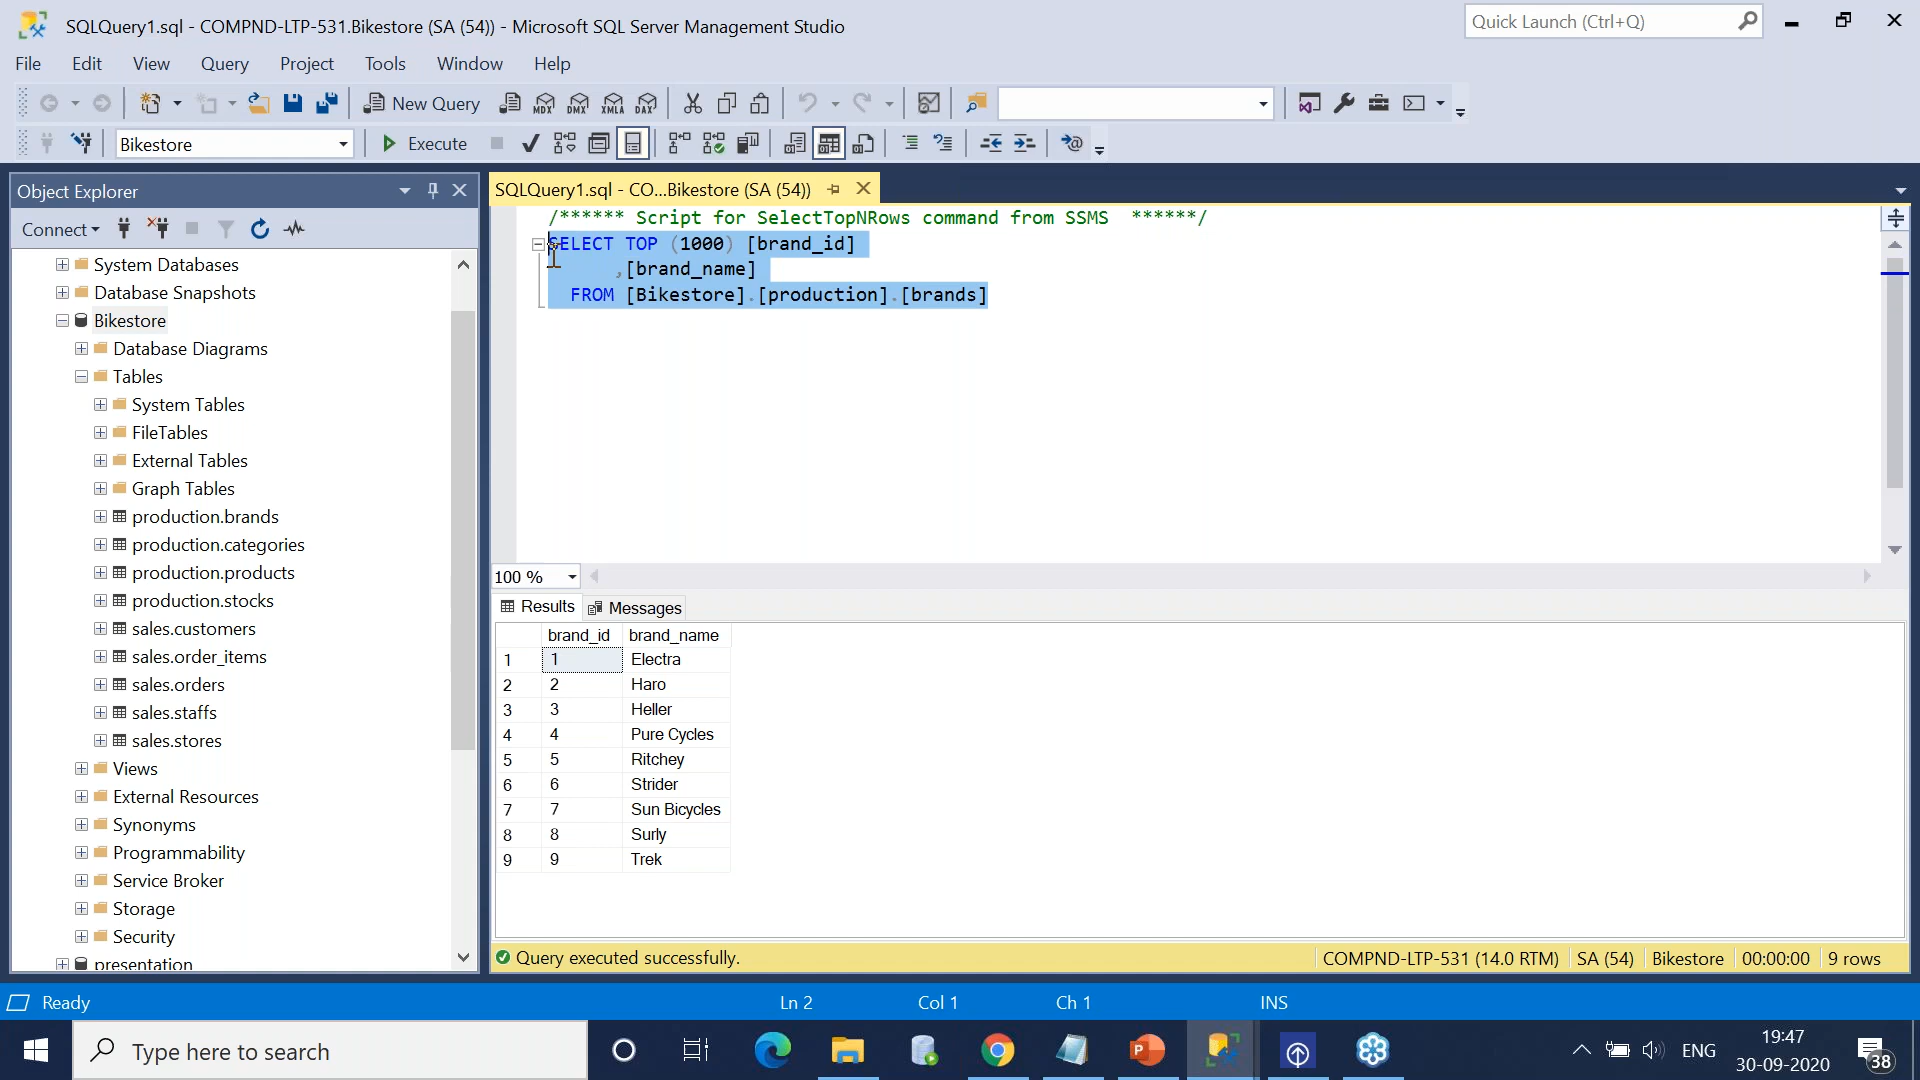 SQLQuery1.sql - COMPND-LTP-531.Bikestore (SA (54)) - Microsoft SQL Server Management Studio
Quick Launch (Ctrl+Q)
File Edit View Query Project Tools Window Help
New Query
MDX DMX XMLA DAX
Bikestore
Execute
Object Explorer
Connect
System Databases
Database Snapshots
Bikestore
Database Diagrams
Tables
System Tables
FileTables
External Tables
Graph Tables
production.brands
production.categories
production.products
production.stocks
sales.customers
sales.order_items
sales.orders
sales.staffs
sales.stores
Views
External Resources
Synonyms
Programmability
Service Broker
Storage
Security
presentation
SQLQuery1.sql - CO...Bikestore (SA (54))
/****** Script for SelectTopNRows command from SSMS  ******/
SELECT TOP (1000) [brand_id]
,[brand_name]
FROM [Bikestore].[production].[brands]
100 %
Results Messages
brand_id brand_name
1 1 Electra
2 2 Haro
3 3 Heller
4 4 Pure Cycles
5 5 Ritchey
6 6 Strider
7 7 Sun Bicycles
8 8 Surly
9 9 Trek
Query executed successfully. COMPND-LTP-531 (14.0 RTM) SA (54) Bikestore 00:00:00 9 rows
Ready Ln 2 Col 1 Ch 1 INS
Type here to search
ENG
19:47
30-09-2020
38